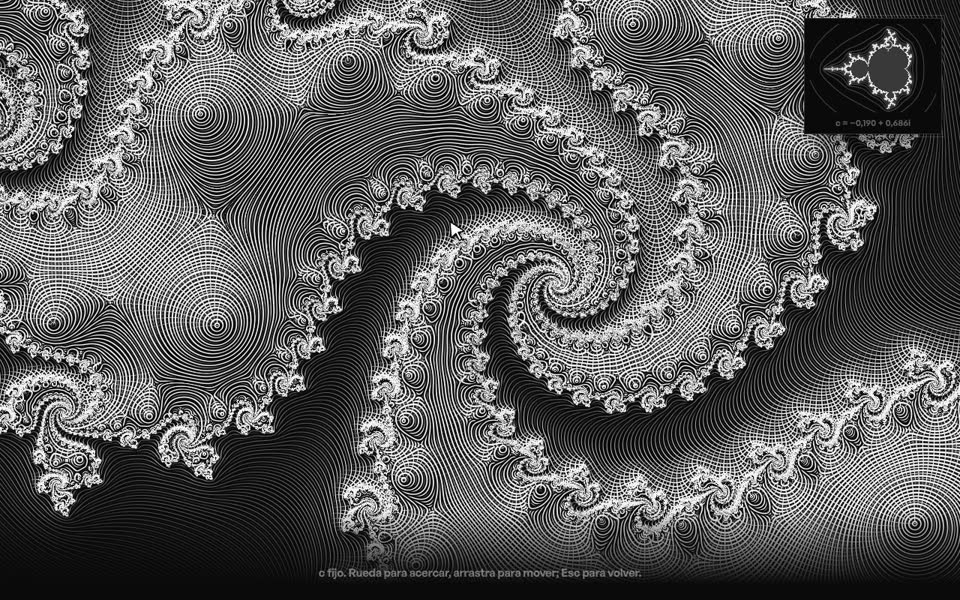 c = −0,190 + 0,686i
c fijo. Rueda para acercar, arrastra para mover; Esc para volver.